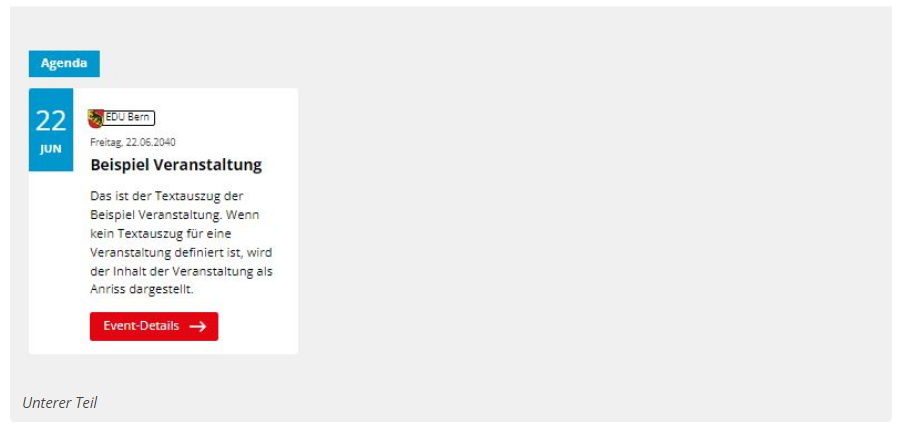 Agenda
22
JUN
EDU Bern
Freitag, 22.06.2040
Beispiel Veranstaltung
Das ist der Textauszug der
Beispiel Veranstaltung. Wenn
kein Textauszug für eine
Veranstaltung definiert ist, wird
der Inhalt der Veranstaltung als
Anriss dargestellt.
Event-Details
Unterer Teil